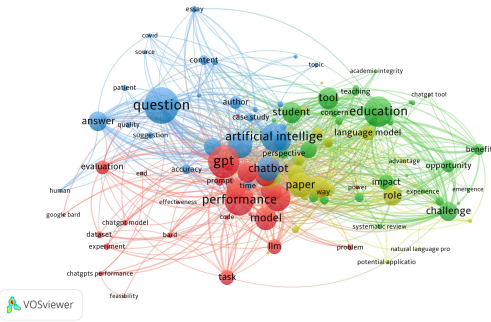 essay
covid
source
content
topic
academic integrity
patient
teaching
question
author
tool
chatgpt tool
case study
student
concern
education
answer
quality
suggestion
artificial intellige
language model
perspective
benefit
evaluation
end
accuracy
gpt
chatbot
advantage
opportunity
human
prompt
time
paper
way
power
impact
experience
emergence
effectiveness
performance
role
google bard
code
model
challenge
chatgpt model
dataset
bard
systematic review
experiment
llm
problem
natural language pro
potential applicatio
chatgpts performance
task
feasibility
VOSviewer